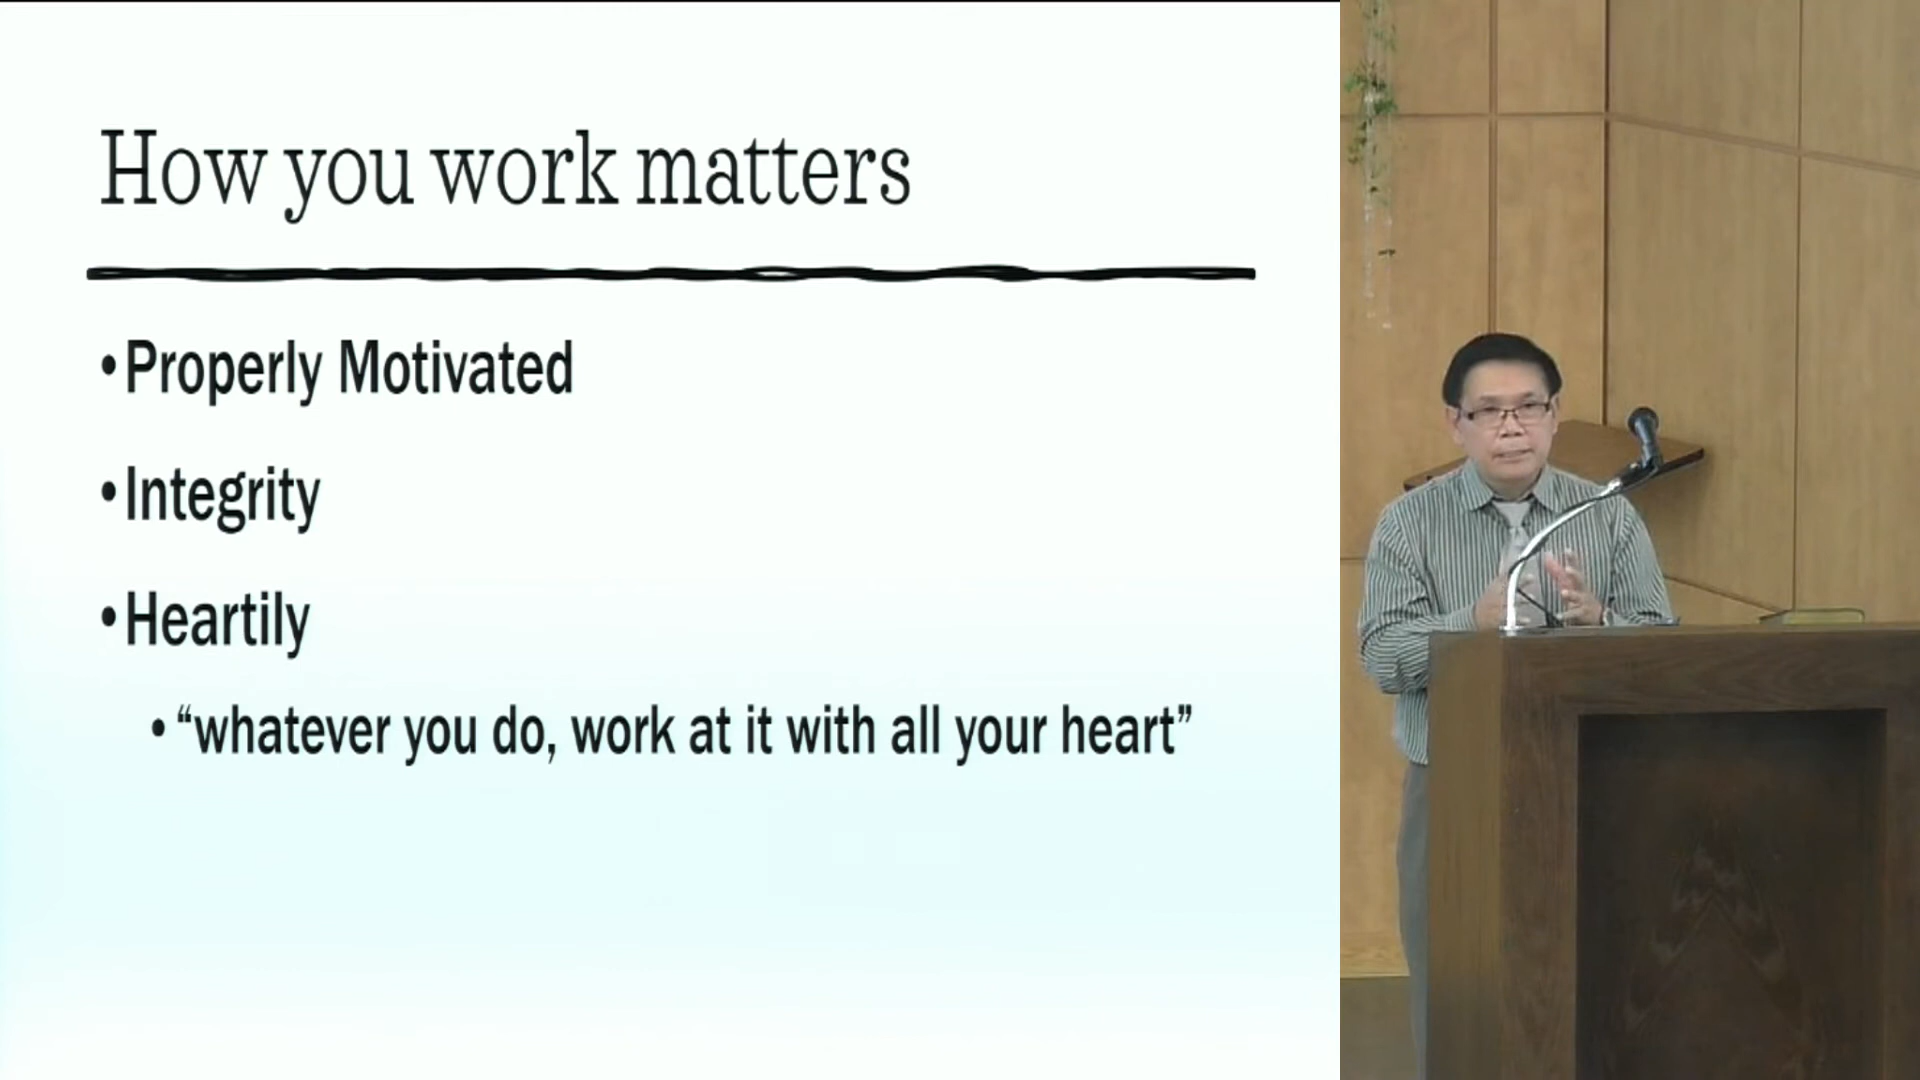 How you work matters
•Properly Motivated
•Integrity
•Heartily
•“whatever you do, work at it with all your heart”